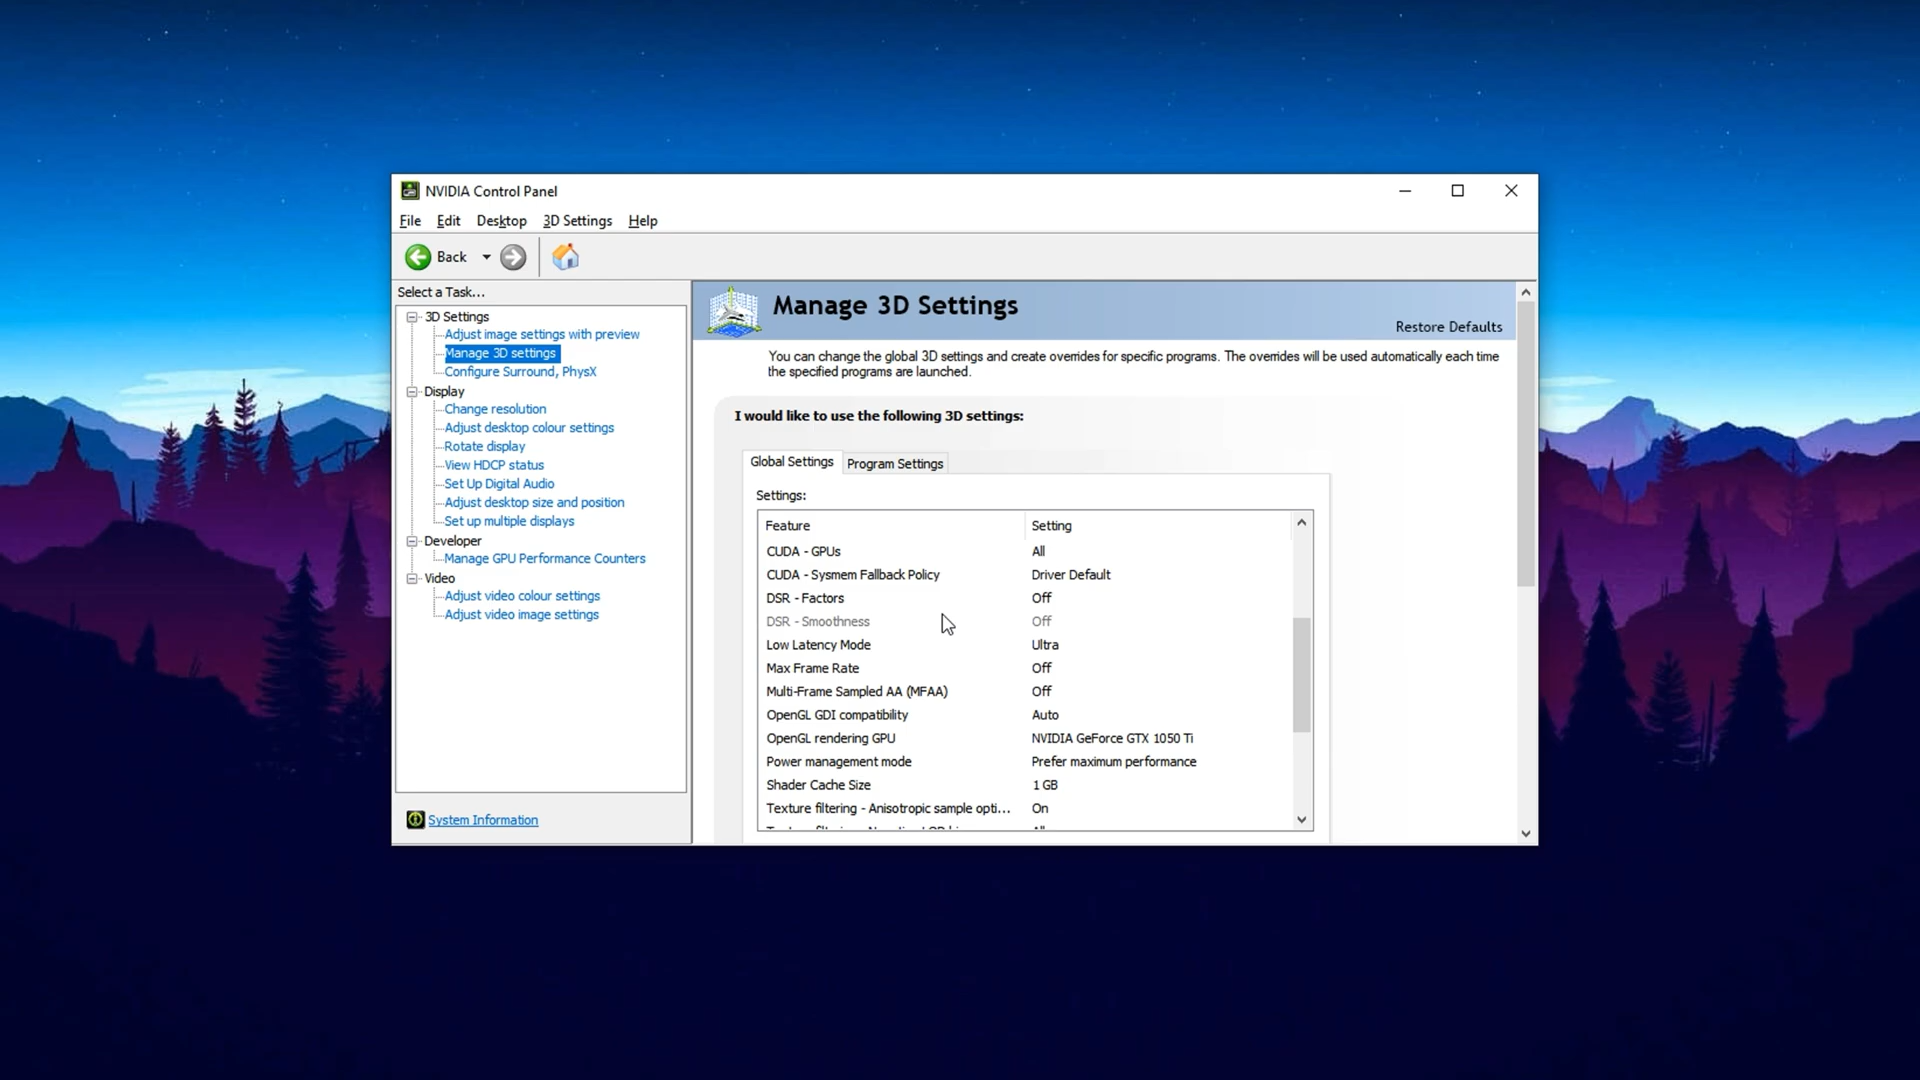 NVIDIA Control Panel
File Edit Desktop 3D Settings Help
Back
Select a Task...
3D Settings
Adjust image settings with preview
Manage 3D settings
Configure Surround, PhysX
Display
Change resolution
Adjust desktop colour settings
Rotate display
View HDCP status
Set Up Digital Audio
Adjust desktop size and position
Set up multiple displays
Developer
Manage GPU Performance Counters
Video
Adjust video colour settings
Adjust video image settings
System Information
Manage 3D Settings
Restore Defaults
You can change the global 3D settings and create overrides for specific programs. The overrides will be used automatically each time
the specified programs are launched.
I would like to use the following 3D settings:
Global Settings Program Settings
Settings:
Feature Setting
CUDA - GPUs All
CUDA - Sysmem Fallback Policy Driver Default
DSR - Factors Off
DSR - Smoothness Off
Low Latency Mode Ultra
Max Frame Rate Off
Multi-Frame Sampled AA (MFAA) Off
OpenGL GDI compatibility Auto
OpenGL rendering GPU NVIDIA GeForce GTX 1050 Ti
Power management mode Prefer maximum performance
Shader Cache Size 1 GB
Texture filtering - Anisotropic sample opti... On